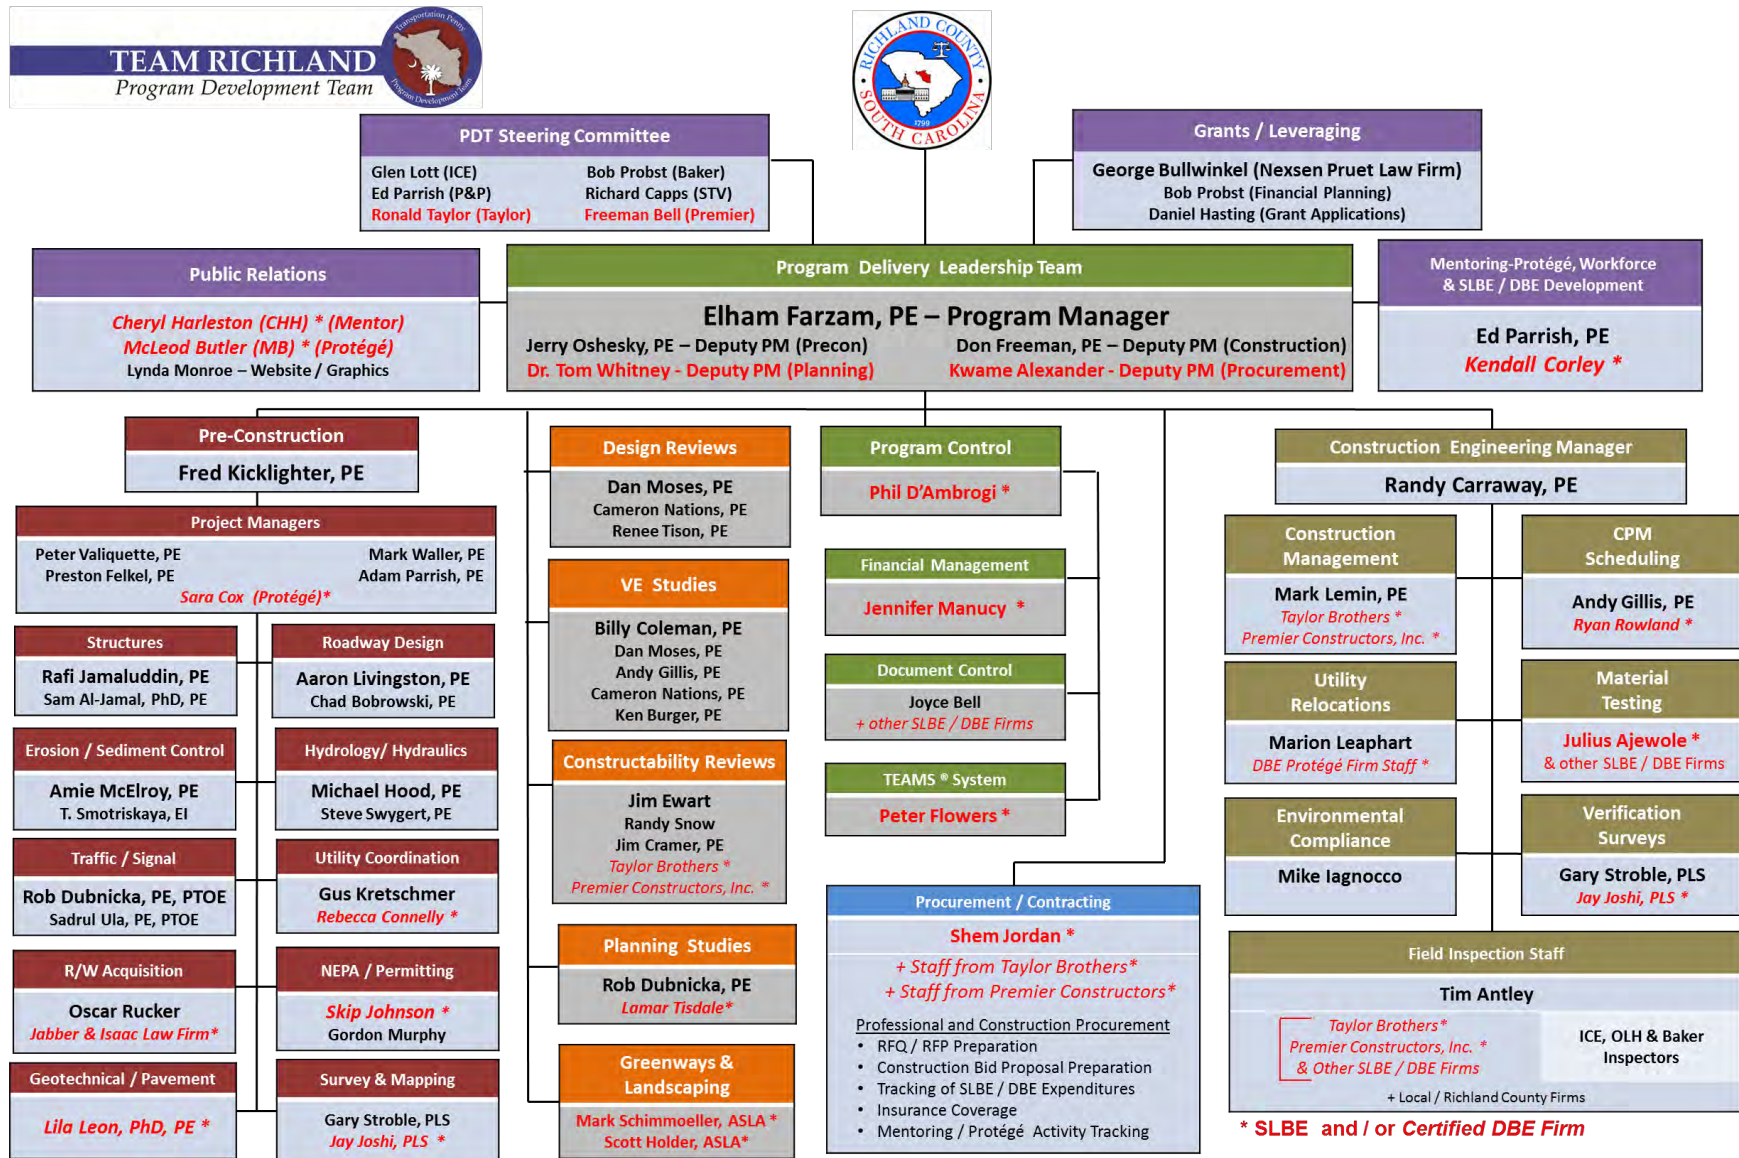 TEAM RICHLAND
Program Development Team
Transportation Penny
Program Development Team
RICHLAND COUNTY
SOUTH CAROLINA
1799
PDT Steering Committee
Glen Lott (ICE)
Bob Probst (Baker)
Ed Parrish (P&P)
Richard Capps (STV)
Ronald Taylor (Taylor)
Freeman Bell (Premier)
Grants / Leveraging
George Bullwinkel (Nexsen Pruet Law Firm)
Bob Probst (Financial Planning)
Daniel Hasting (Grant Applications)
Public Relations
Cheryl Harleston (CHH) * (Mentor)
McLeod Butler (MB) * (Protégé)
Lynda Monroe – Website / Graphics
Program Delivery Leadership Team
Elham Farzam, PE – Program Manager
Jerry Oshesky, PE – Deputy PM (Precon)
Don Freeman, PE – Deputy PM (Construction)
Dr. Tom Whitney - Deputy PM (Planning)
Kwame Alexander - Deputy PM (Procurement)
Mentoring-Protégé, Workforce
& SLBE / DBE Development
Ed Parrish, PE
Kendall Corley *
Pre-Construction
Fred Kicklighter, PE
Project Managers
Peter Valiquette, PE
Mark Waller, PE
Preston Felkel, PE
Adam Parrish, PE
Sara Cox (Protégé)*
Structures
Rafi Jamaluddin, PE
Sam Al-Jamal, PhD, PE
Roadway Design
Aaron Livingston, PE
Chad Bobrowski, PE
Erosion / Sediment Control
Amie McElroy, PE
T. Smotriskaya, EI
Hydrology/ Hydraulics
Michael Hood, PE
Steve Swygert, PE
Traffic / Signal
Rob Dubnicka, PE, PTOE
Sadrul Ula, PE, PTOE
Utility Coordination
Gus Kretschmer
Rebecca Connelly *
R/W Acquisition
Oscar Rucker
Jabber & Isaac Law Firm*
NEPA / Permitting
Skip Johnson *
Gordon Murphy
Geotechnical / Pavement
Lila Leon, PhD, PE *
Survey & Mapping
Gary Stroble, PLS
Jay Joshi, PLS *
Design Reviews
Dan Moses, PE
Cameron Nations, PE
Renee Tison, PE
VE Studies
Billy Coleman, PE
Dan Moses, PE
Andy Gillis, PE
Cameron Nations, PE
Ken Burger, PE
Constructability Reviews
Jim Ewart
Randy Snow
Jim Cramer, PE
Taylor Brothers *
Premier Constructors, Inc. *
Planning Studies
Rob Dubnicka, PE
Lamar Tisdale*
Greenways &
Landscaping
Mark Schimmoeller, ASLA *
Scott Holder, ASLA*
Program Control
Phil D'Ambrogi *
Financial Management
Jennifer Manucy *
Document Control
Joyce Bell
+ other SLBE / DBE Firms
TEAMS ® System
Peter Flowers *
Procurement / Contracting
Shem Jordan *
+ Staff from Taylor Brothers*
+ Staff from Premier Constructors*
Professional and Construction Procurement
• RFQ / RFP Preparation
• Construction Bid Proposal Preparation
• Tracking of SLBE / DBE Expenditures
• Insurance Coverage
• Mentoring / Protégé Activity Tracking
Construction Engineering Manager
Randy Carraway, PE
Construction
Management
Mark Lemin, PE
Taylor Brothers *
Premier Constructors, Inc. *
CPM
Scheduling
Andy Gillis, PE
Ryan Rowland *
Utility
Relocations
Marion Leaphart
DBE Protégé Firm Staff *
Material
Testing
Julius Ajewole *
& other SLBE / DBE Firms
Environmental
Compliance
Mike Iagnocco
Verification
Surveys
Gary Stroble, PLS
Jay Joshi, PLS *
Field Inspection Staff
Tim Antley
Taylor Brothers*
Premier Constructors, Inc. *
& Other SLBE / DBE Firms
ICE, OLH & Baker
Inspectors
+ Local / Richland County Firms
* SLBE and / or Certified DBE Firm